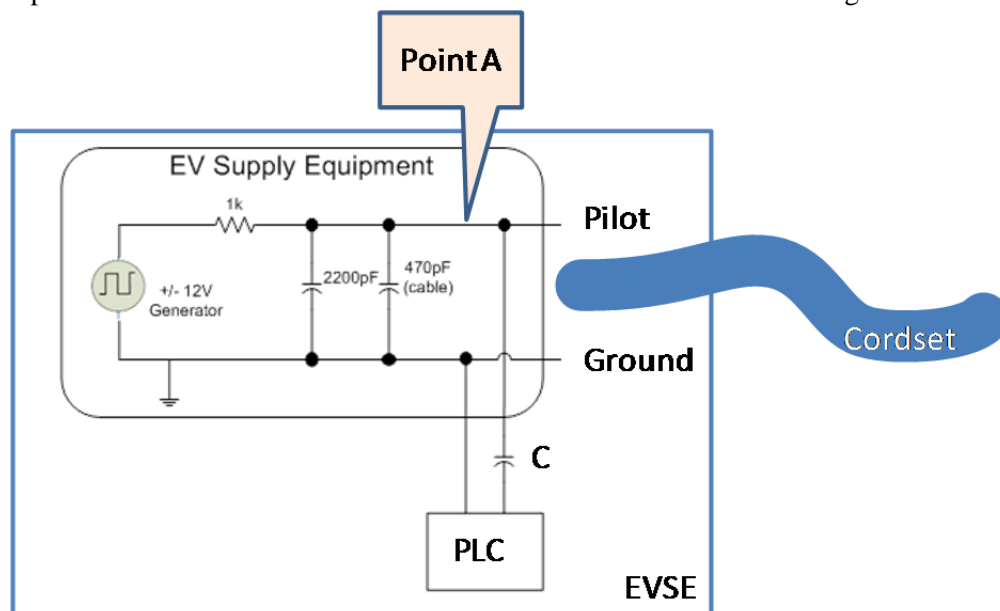 Point A
EV Supply Equipment
1k
Pilot
2200pF
470pF
(cable)
+/- 12V
Generator
Cordset
Ground
C
PLC
EVSE